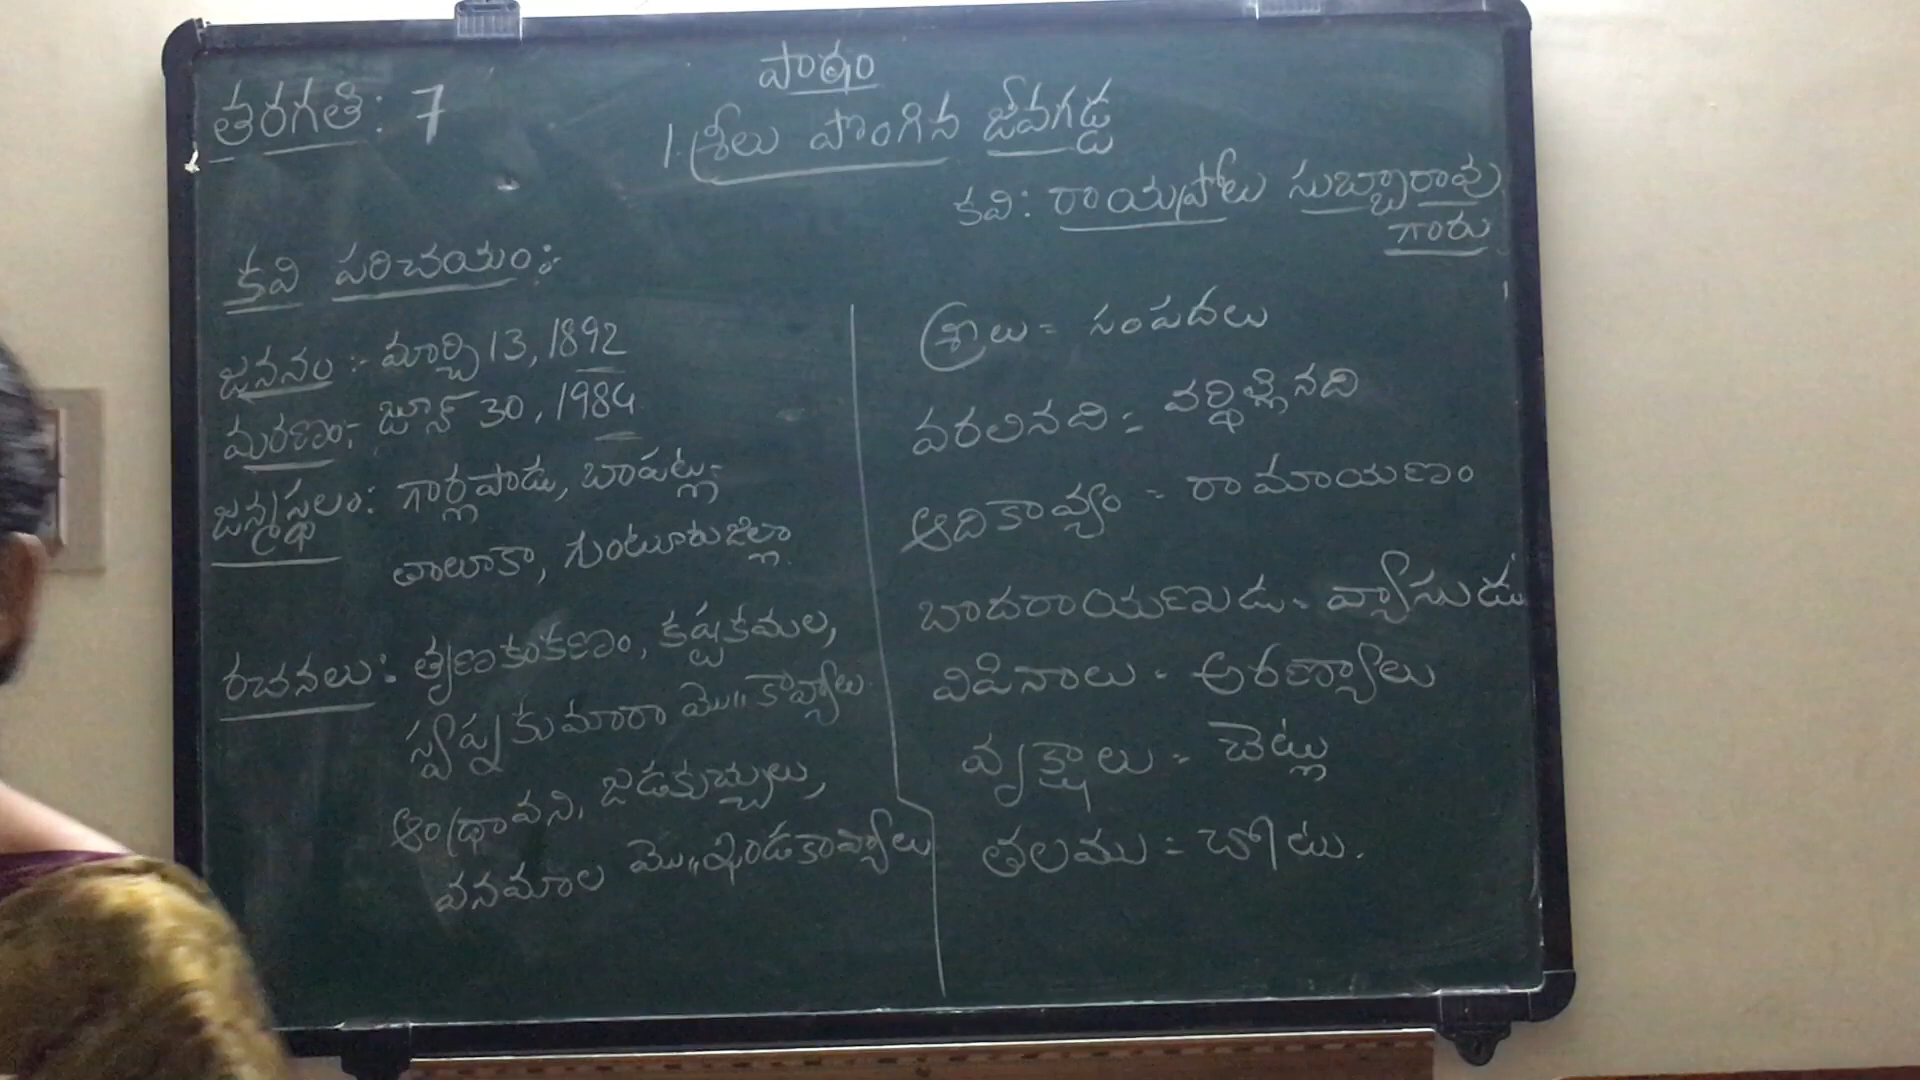 తరగతి: 7
పాఠం
1. శ్రీలు పొంగిన జీవగడ్డ
కవి: రాయప్రోలు సుబ్బారావు
గారు
కవి పరిచయం:-
జననం :- మార్చి 13, 1892
మరణం:- జూన్ 30, 1984
జన్మస్థలం: గార్లపాడు, బాపట్ల
తాలూకా, గుంటూరుజిల్లా.
రచనలు: తృణకంకణం, కష్టకమల,
స్వప్నకుమారా మొ॥ కావ్యాలు
ఆంధ్రావని, జడకుచ్చులు,
వనమాల మొ॥ ఖండకావ్యాలు
శ్రీలు = సంపదలు
వరలినది = వర్ధిల్లినది
ఆదికావ్యం - రామాయణం
బాదరాయణుడు - వ్యాసుడు
విపినాలు - అరణ్యాలు
వృక్షాలు - చెట్లు
తలము = చోటు.